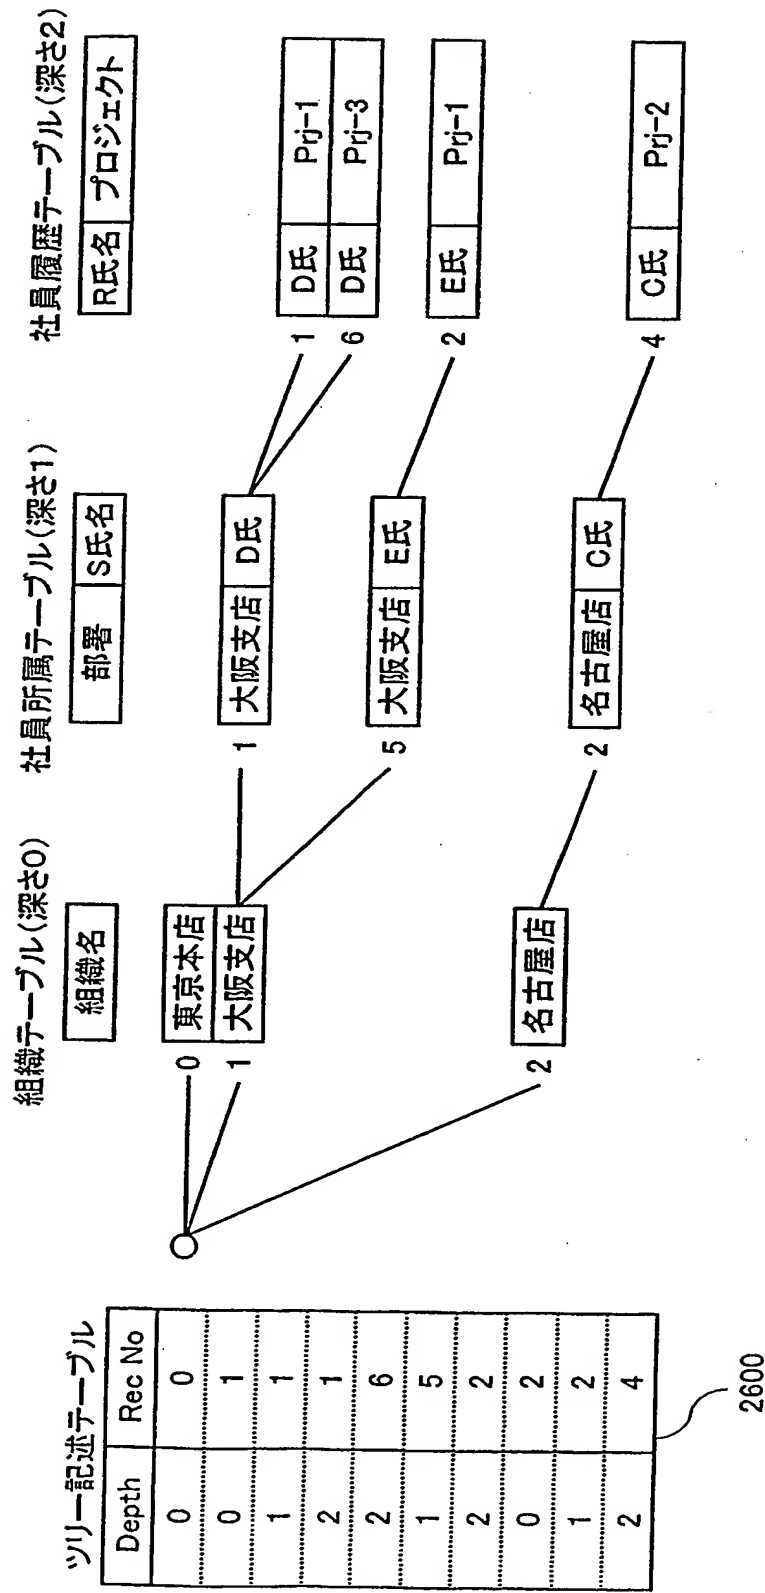 ツリー記述テーブル
Depth Rec No
0 0
0 1
1 1
2 1
2 6
1 5
2 2
0 2
1 2
2 4
2600
組織テーブル(深さ0)
組織名
0 東京本店
1 大阪支店
2 名古屋店
社員所属テーブル(深さ1)
部署 S氏名
1 大阪支店 D氏
5 大阪支店 E氏
2 名古屋店 C氏
社員履歴テーブル(深さ2)
R氏名 プロジェクト
1 D氏 Prj-1
6 D氏 Prj-3
2 E氏 Prj-1
4 C氏 Prj-2